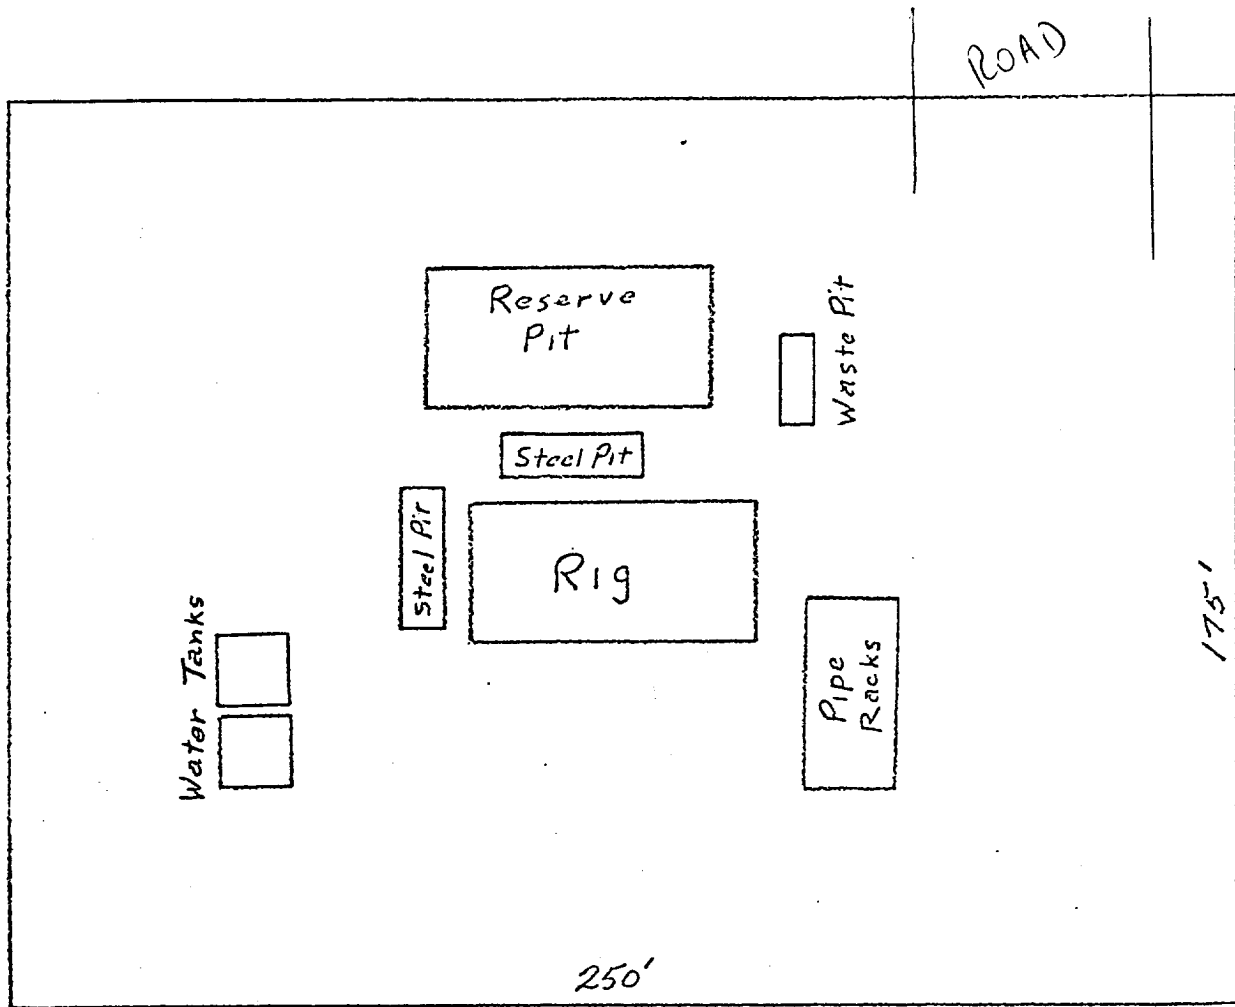 ROAD
Reserve
Pit
Waste Pit
Steel Pit
Steel Pit
Rig
Water Tanks
Pipe
Racks
175'
250'